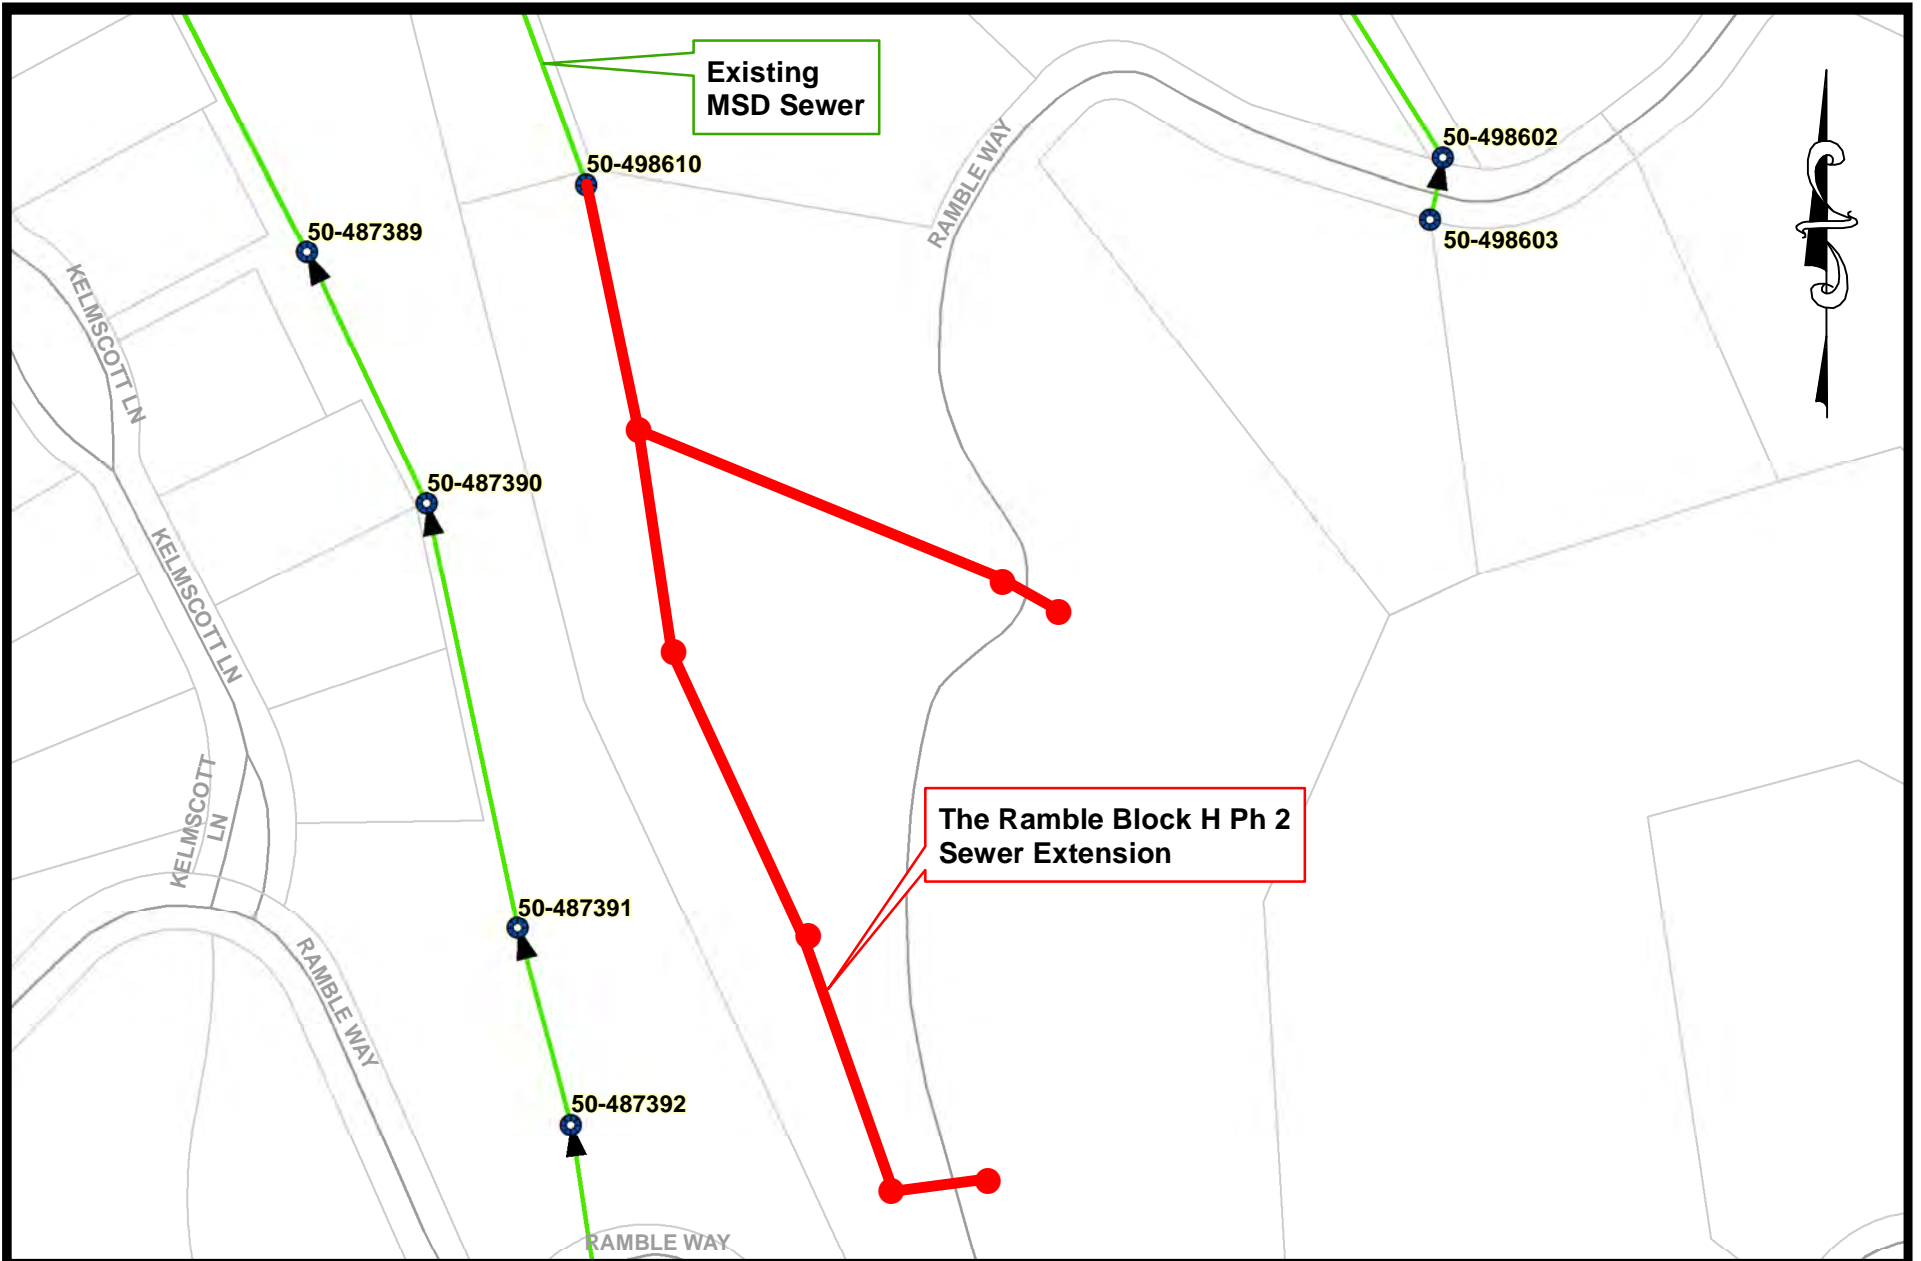 Existing
MSD Sewer
50-498610
50-498602
50-498603
50-487389
RAMBLE WAY
KELMSCOTT LN
50-487390
KELMSCOTT LN
KELMSCOTT
LN
The Ramble Block H Ph 2
Sewer Extension
50-487391
RAMBLE WAY
50-487392
RAMBLE WAY